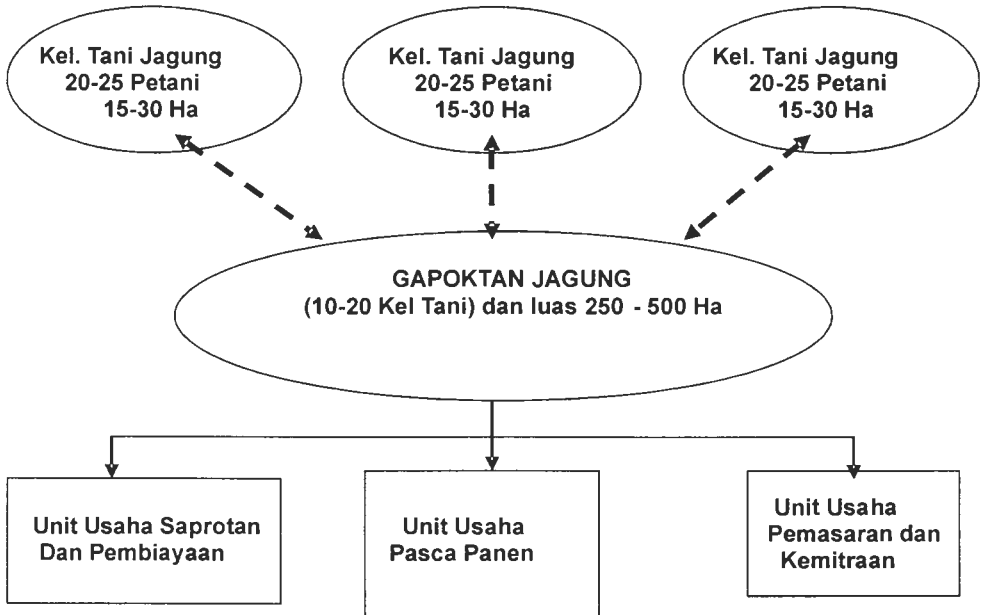 Kel. Tani Jagung
20-25 Petani
15-30 Ha
Kel. Tani Jagung
20-25 Petani
15-30 Ha
Kel. Tani Jagung
20-25 Petani
15-30 Ha
GAPOKTAN JAGUNG
(10-20 Kel Tani) dan luas 250 - 500 Ha
Unit Usaha Saprotan
Dan Pembiayaan
Unit Usaha
Pasca Panen
Unit Usaha
Pemasaran dan
Kemitraan